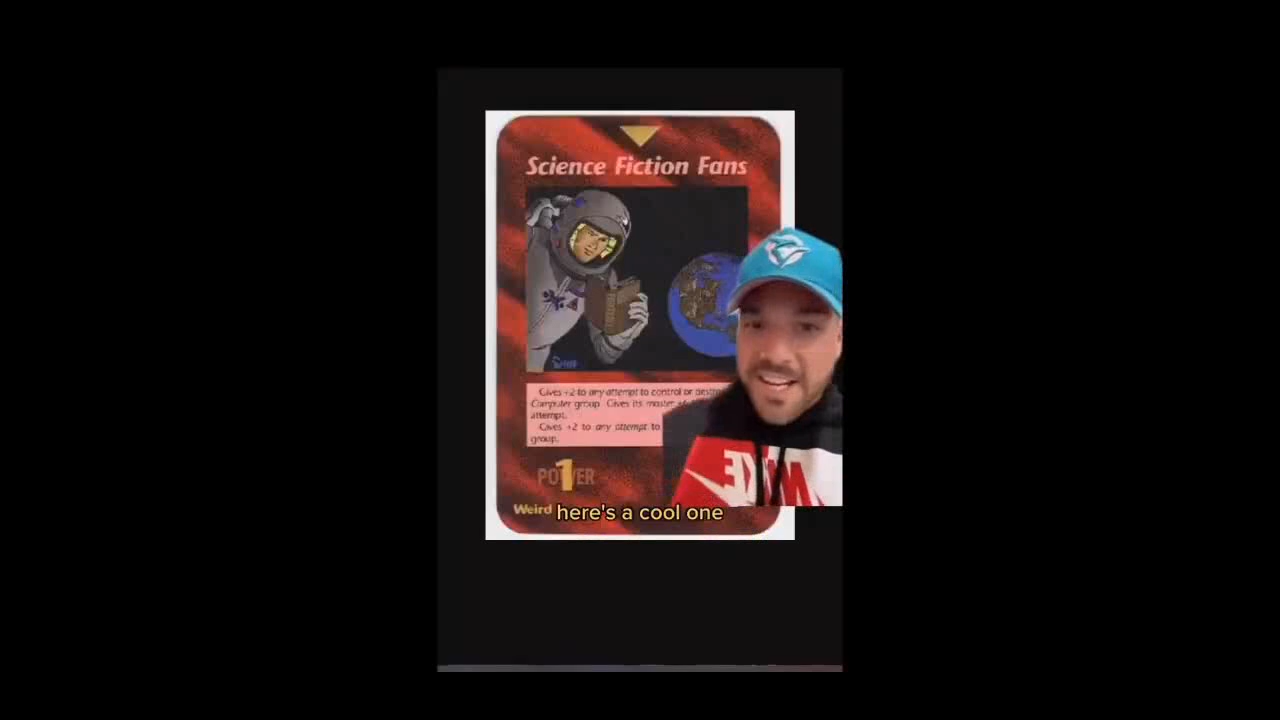 Science Fiction Fans
Gives +2 to any attempt to control or
Computer group. Gives its master
attempt.
Gives +2 to any attempt to
group.
POWER
1
Weird
here's a cool one